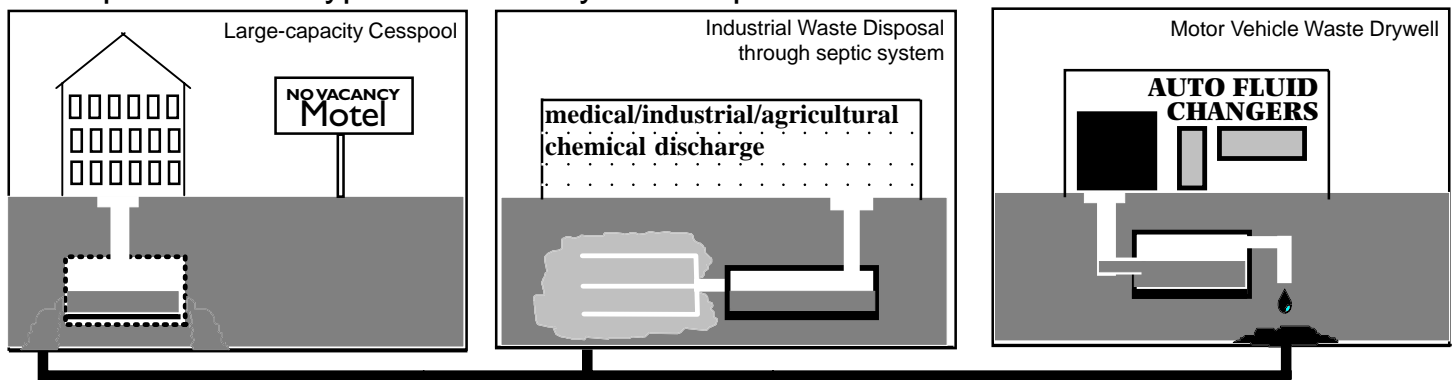 Large-capacity Cesspool
NO VACANCY
Motel
Industrial Waste Disposal
through septic system
medical/industrial/agricultural
chemical discharge
Motor Vehicle Waste Drywell
AUTO FLUID
CHANGERS